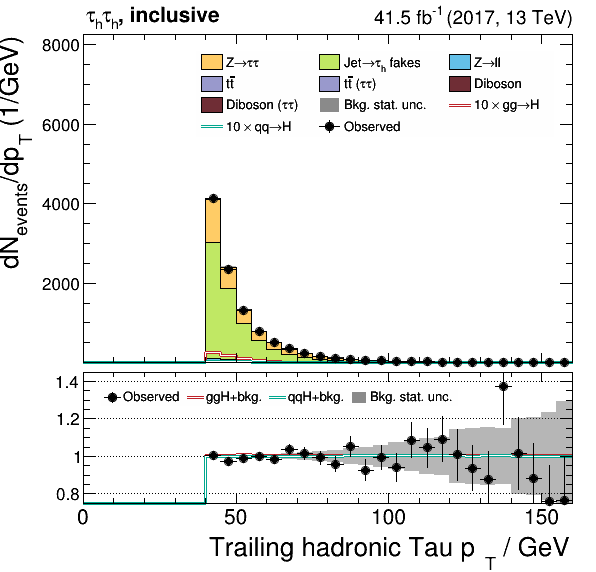 τhτh, inclusive 41.5 fb⁻¹ (2017, 13 TeV)
dNevents/dpT (1/GeV)
8000
6000
4000
2000
Z→ττ Jet→τh fakes Z→ll
tt̄ tt̄ (ττ) Diboson
Diboson (ττ) Bkg. stat. unc. 10 × gg→H
10 × qq→H Observed
1.4
Observed ggH+bkg. qqH+bkg. Bkg. stat. unc.
1.2
1
0.8
0 50 100 150
Trailing hadronic Tau p T / GeV